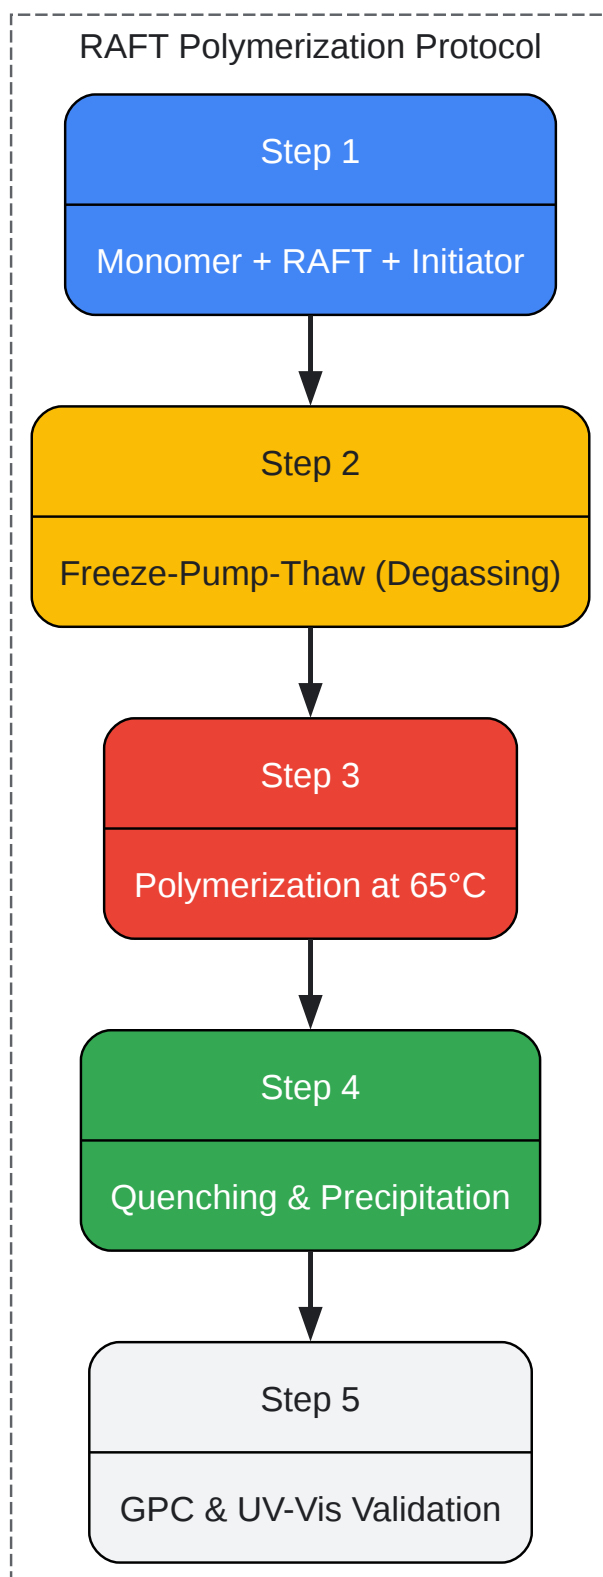 RAFT Polymerization Protocol
Step 1
Monomer + RAFT + Initiator
Step 2
Freeze-Pump-Thaw (Degassing)
Step 3
Polymerization at 65°C
Step 4
Quenching & Precipitation
Step 5
GPC & UV-Vis Validation